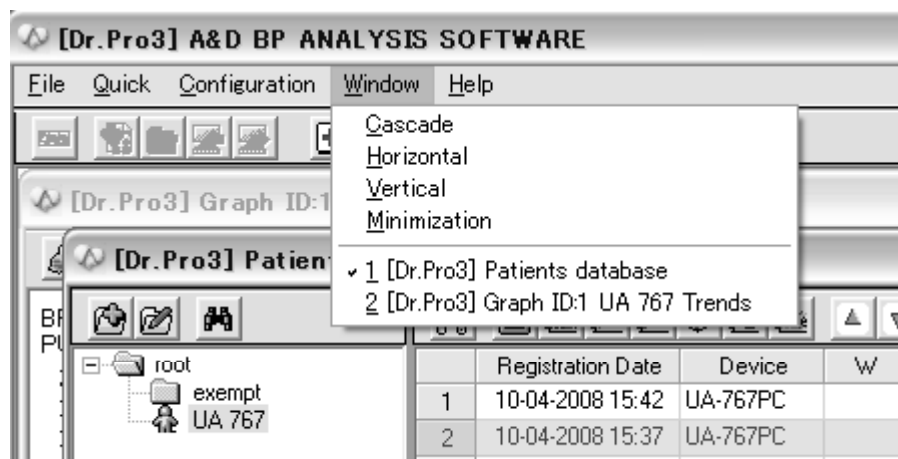 [Dr.Pro3] A&D BP ANALYSIS SOFTWARE
File Quick Configuration Window Help
Cascade
Horizontal
Vertical
Minimization
1 [Dr.Pro3] Patients database
2 [Dr.Pro3] Graph ID:1 UA 767 Trends
[Dr.Pro3] Graph ID:1
[Dr.Pro3] Patien
BP
PU
root
exempt
UA 767
Registration Date Device W
1 10-04-2008 15:42 UA-767PC
2 10-04-2008 15:37 UA-767PC